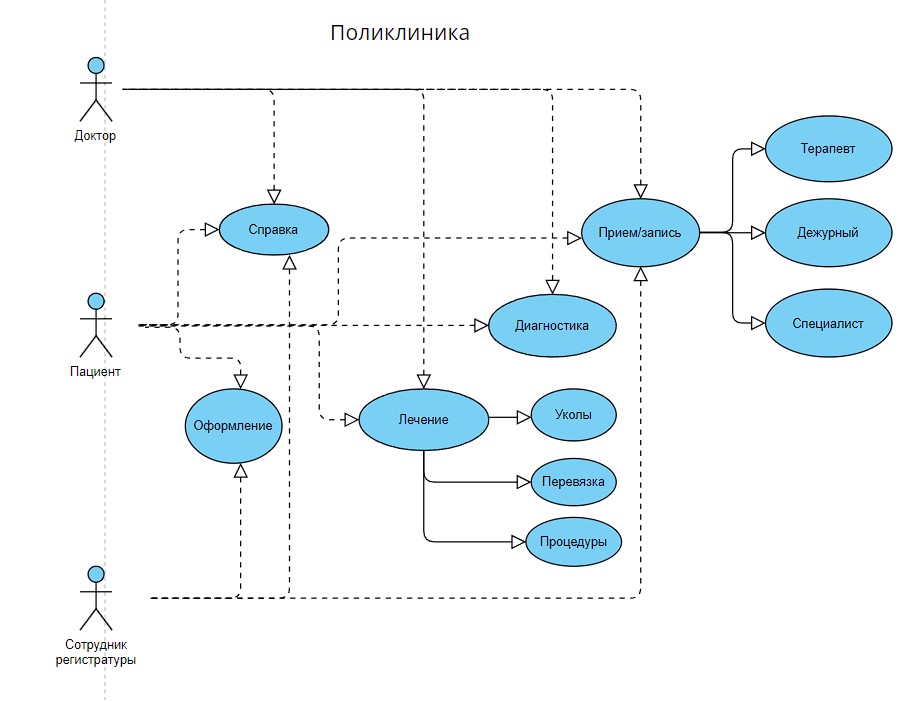 Поликлиника
Доктор
Терапевт
Справка
Прием/запись
Дежурный
Диагностика
Специалист
Пациент
Оформление
Лечение
Уколы
Перевязка
Процедуры
Сотрудник
регистратуры